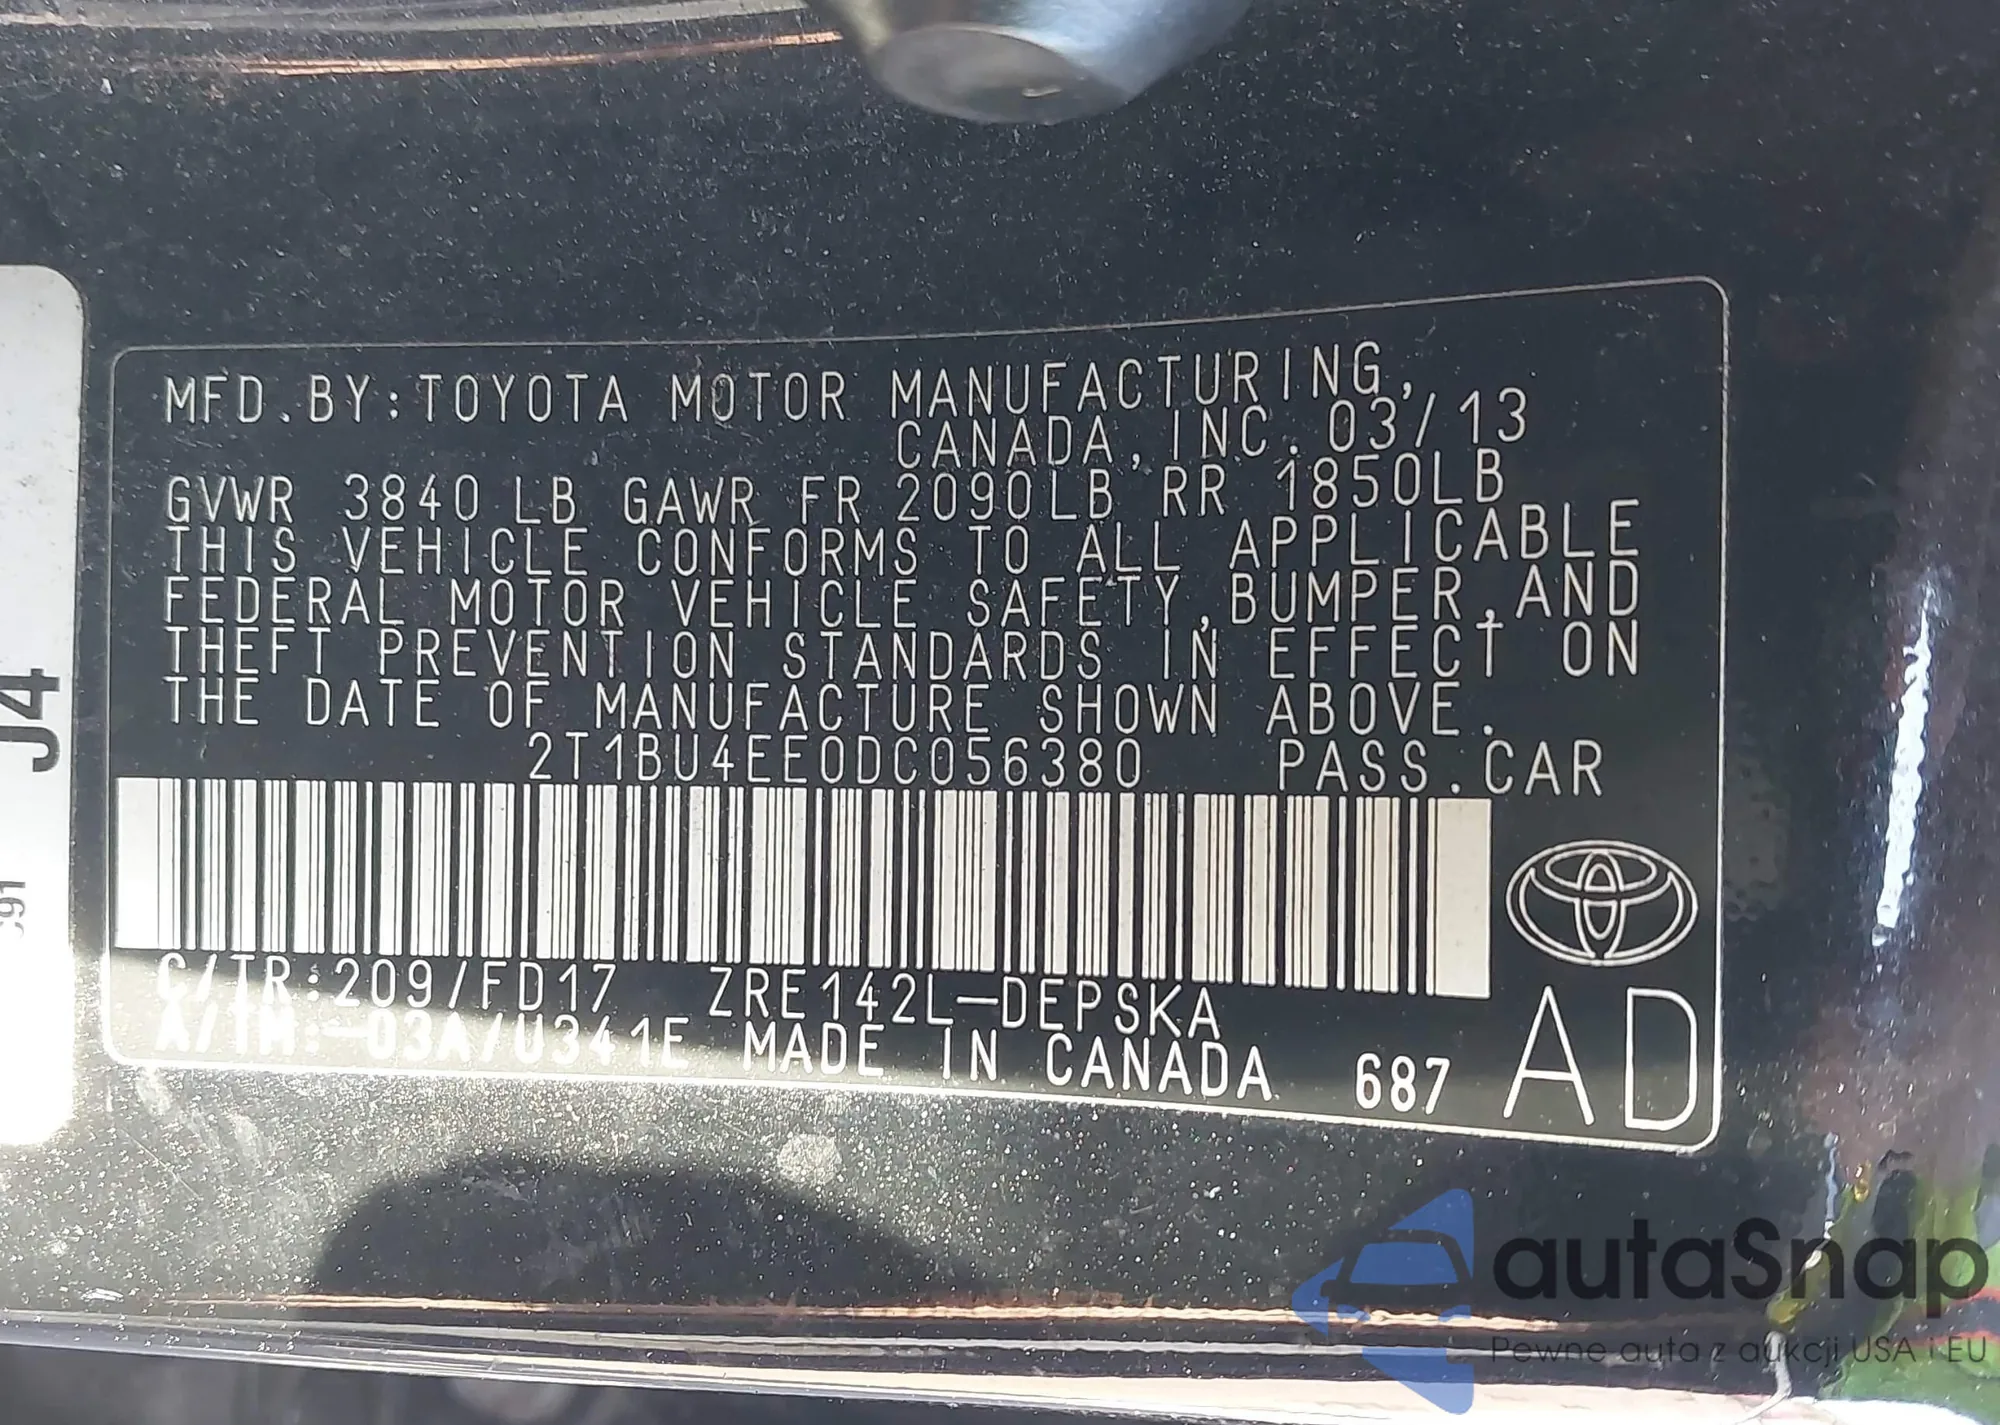 MFD.BY:TOYOTA MOTOR MANUFACTURING,
CANADA,INC. 03/13
GVWR 3840 LB GAWR FR 2090LB RR 1850LB
THIS VEHICLE CONFORMS TO ALL APPLICABLE
FEDERAL MOTOR VEHICLE SAFETY,BUMPER,AND
THEFT PREVENTION STANDARDS IN EFFECT ON
THE DATE OF MANUFACTURE SHOWN ABOVE.
2T1BU4EE0DC056380 PASS.CAR
C/TR:209/FD17 ZRE142L-DEPSKA
A/TM:-03A/U341E MADE IN CANADA 687
AD
J4
autaSnap
Pewne auta z aukcji USA i EU